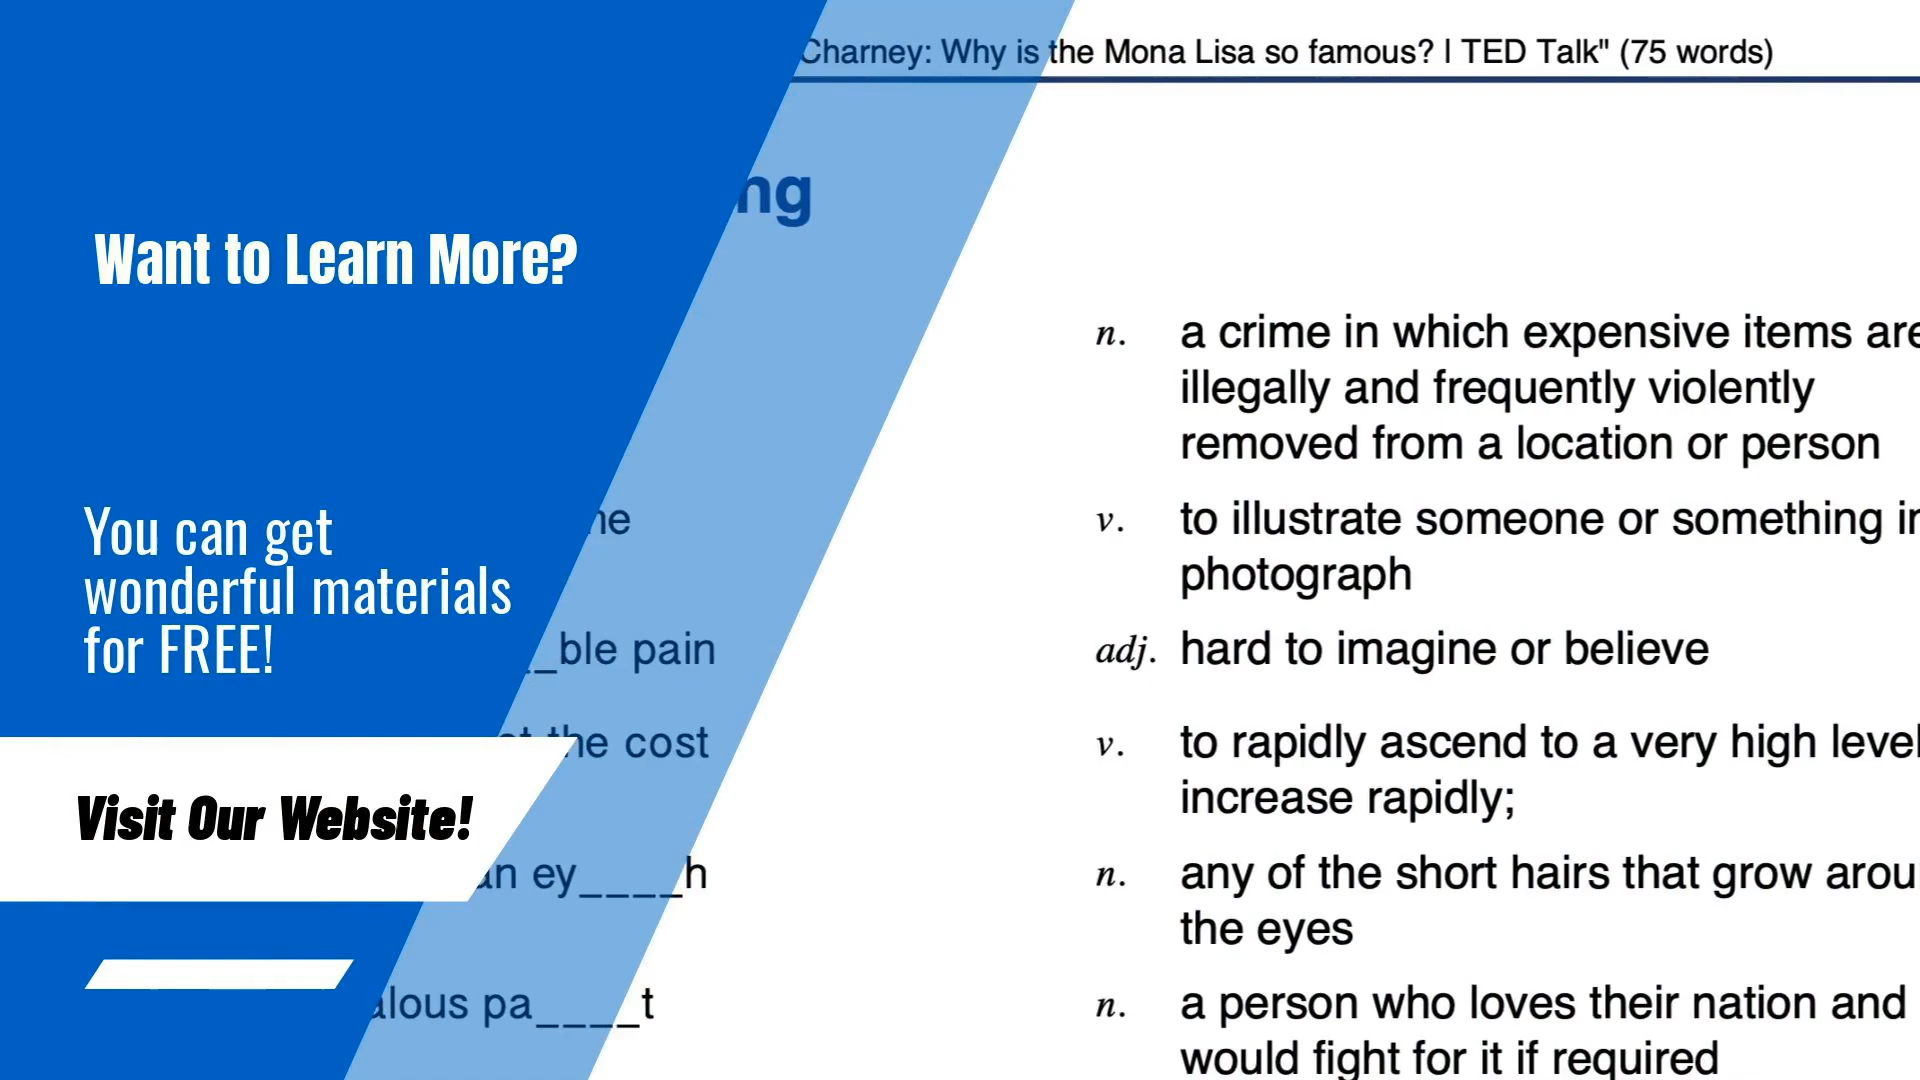 Charney: Why is the Mona Lisa so famous? | TED Talk" (75 words)
ng
Want to Learn More?
You can get
wonderful materials
for FREE!
Visit Our Website!
ne
_ble pain
the cost
an ey____h
alous pa____t
n. a crime in which expensive items are
illegally and frequently violently
removed from a location or person
v. to illustrate someone or something in
photograph
adj. hard to imagine or believe
v. to rapidly ascend to a very high level
increase rapidly;
n. any of the short hairs that grow arou
the eyes
n. a person who loves their nation and
would fight for it if required